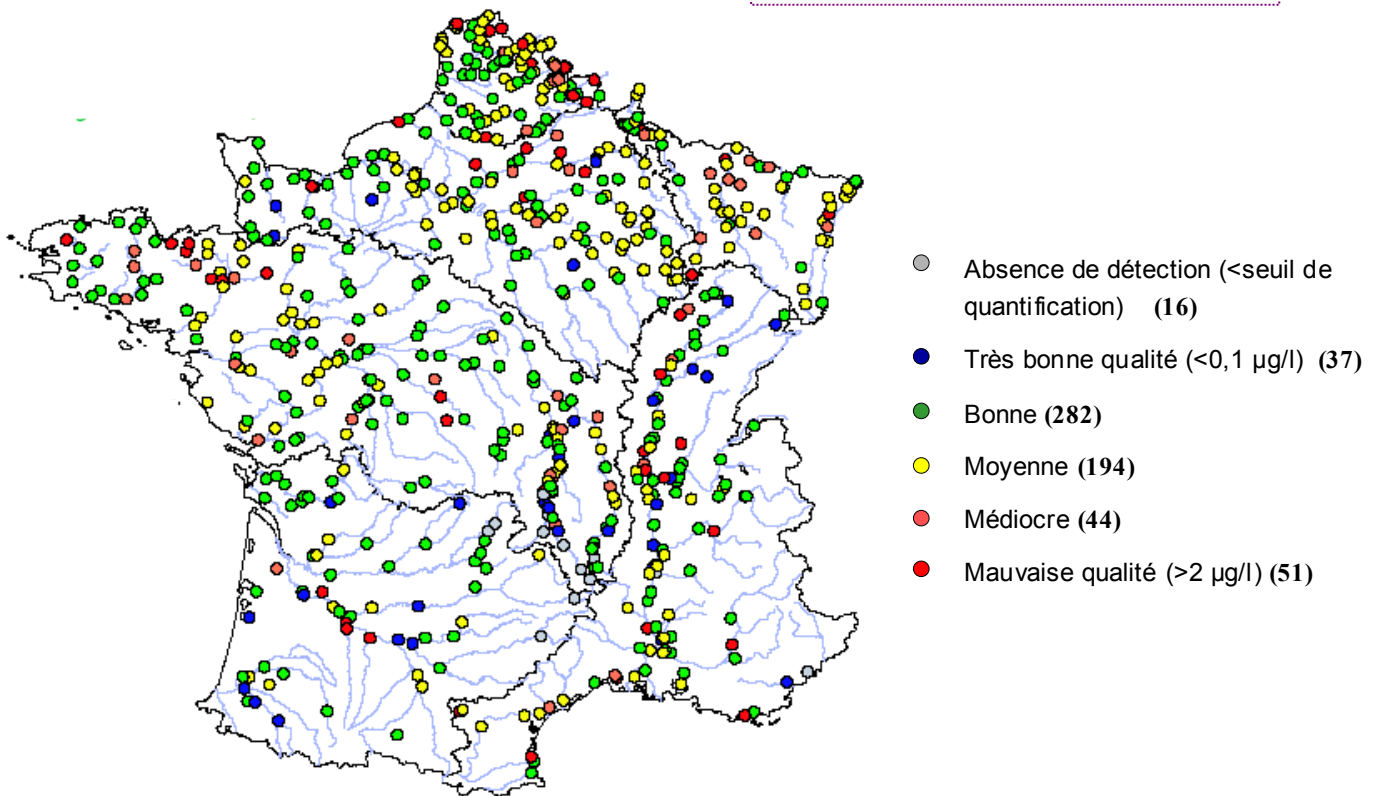 Absence de détection (<seuil de
quantification) (16)
Très bonne qualité (<0,1 µg/l) (37)
Bonne (282)
Moyenne (194)
Médiocre (44)
Mauvaise qualité (>2 µg/l) (51)